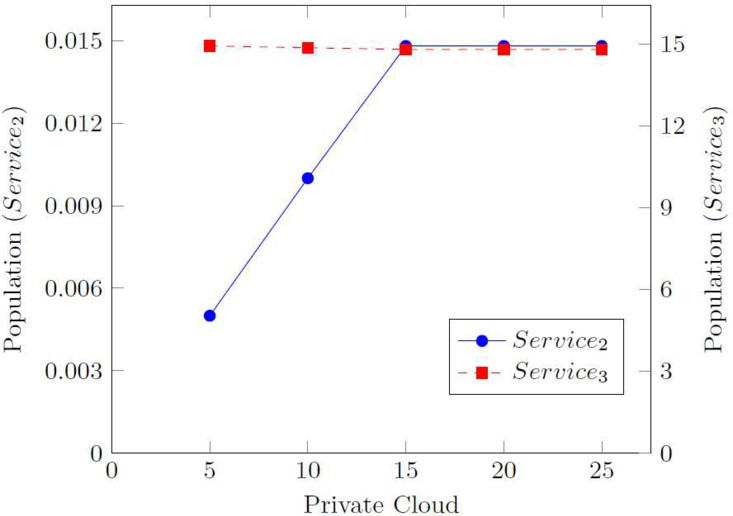 0.015
0.012
0.009
0.006
0.003
0
Population (Service2)
15
12
9
6
3
0
Population (Service3)
Service2
Service3
0 5 10 15 20 25
Private Cloud